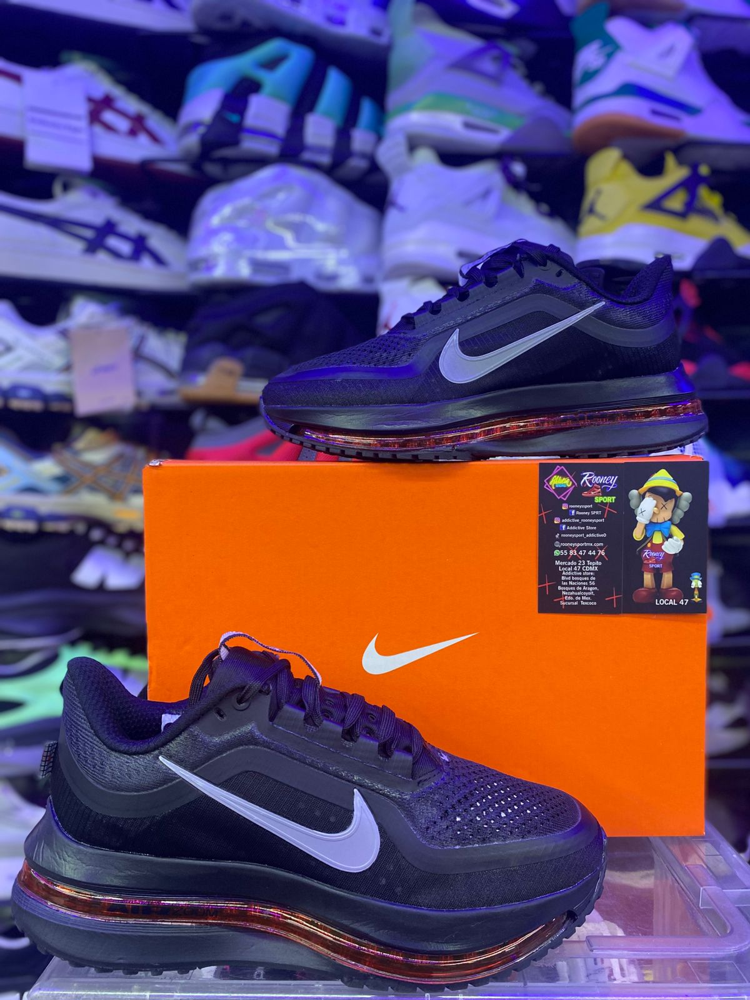 Rooney
SPORT
rooneyssport
Rooney SPRT
addictive_rooneysport
Addictive Store
rooneysport_addictive0
rooneysportmx.com
55 83 47 44 76
Mercado 23 Tepito
Local 47 CDMX
Addictive store:
Blvd bosques de
las Naciones 56
Bosques de Aragon,
Nezahualcoyolt,
Edo. de Mex.
Sucursal Texcoco
Rooney
SPORT
LOCAL 47
ZOOM